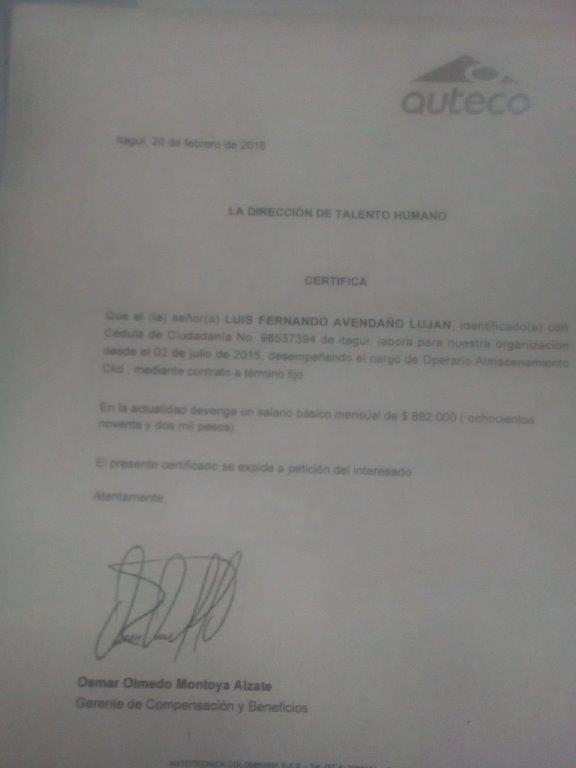 auteco
Itagui, 20 de febrero de 2018
LA DIRECCIÓN DE TALENTO HUMANO
CERTIFICA
Que el (la) señor(a) LUIS FERNANDO AVENDAÑO LUJAN, identificado(a) con
Cédula de Ciudadanía No. 98537394 de itagui, labora para nuestra organización
desde el 02 de julio de 2015, desempeñando el cargo de Operario Almacenamiento
Ckd , mediante contrato a término fijo.
En la actualidad devenga un salario básico mensual de $ 892.000 ( ochocientos
noventa y dos mil pesos)
El presente certificado se expide a petición del interesado.
Atentamente,
Osmar Olmedo Montoya Alzate
Gerente de Compensación y Beneficios
AUTOTECNICA COLOMBIANA S.A.S - Tel.